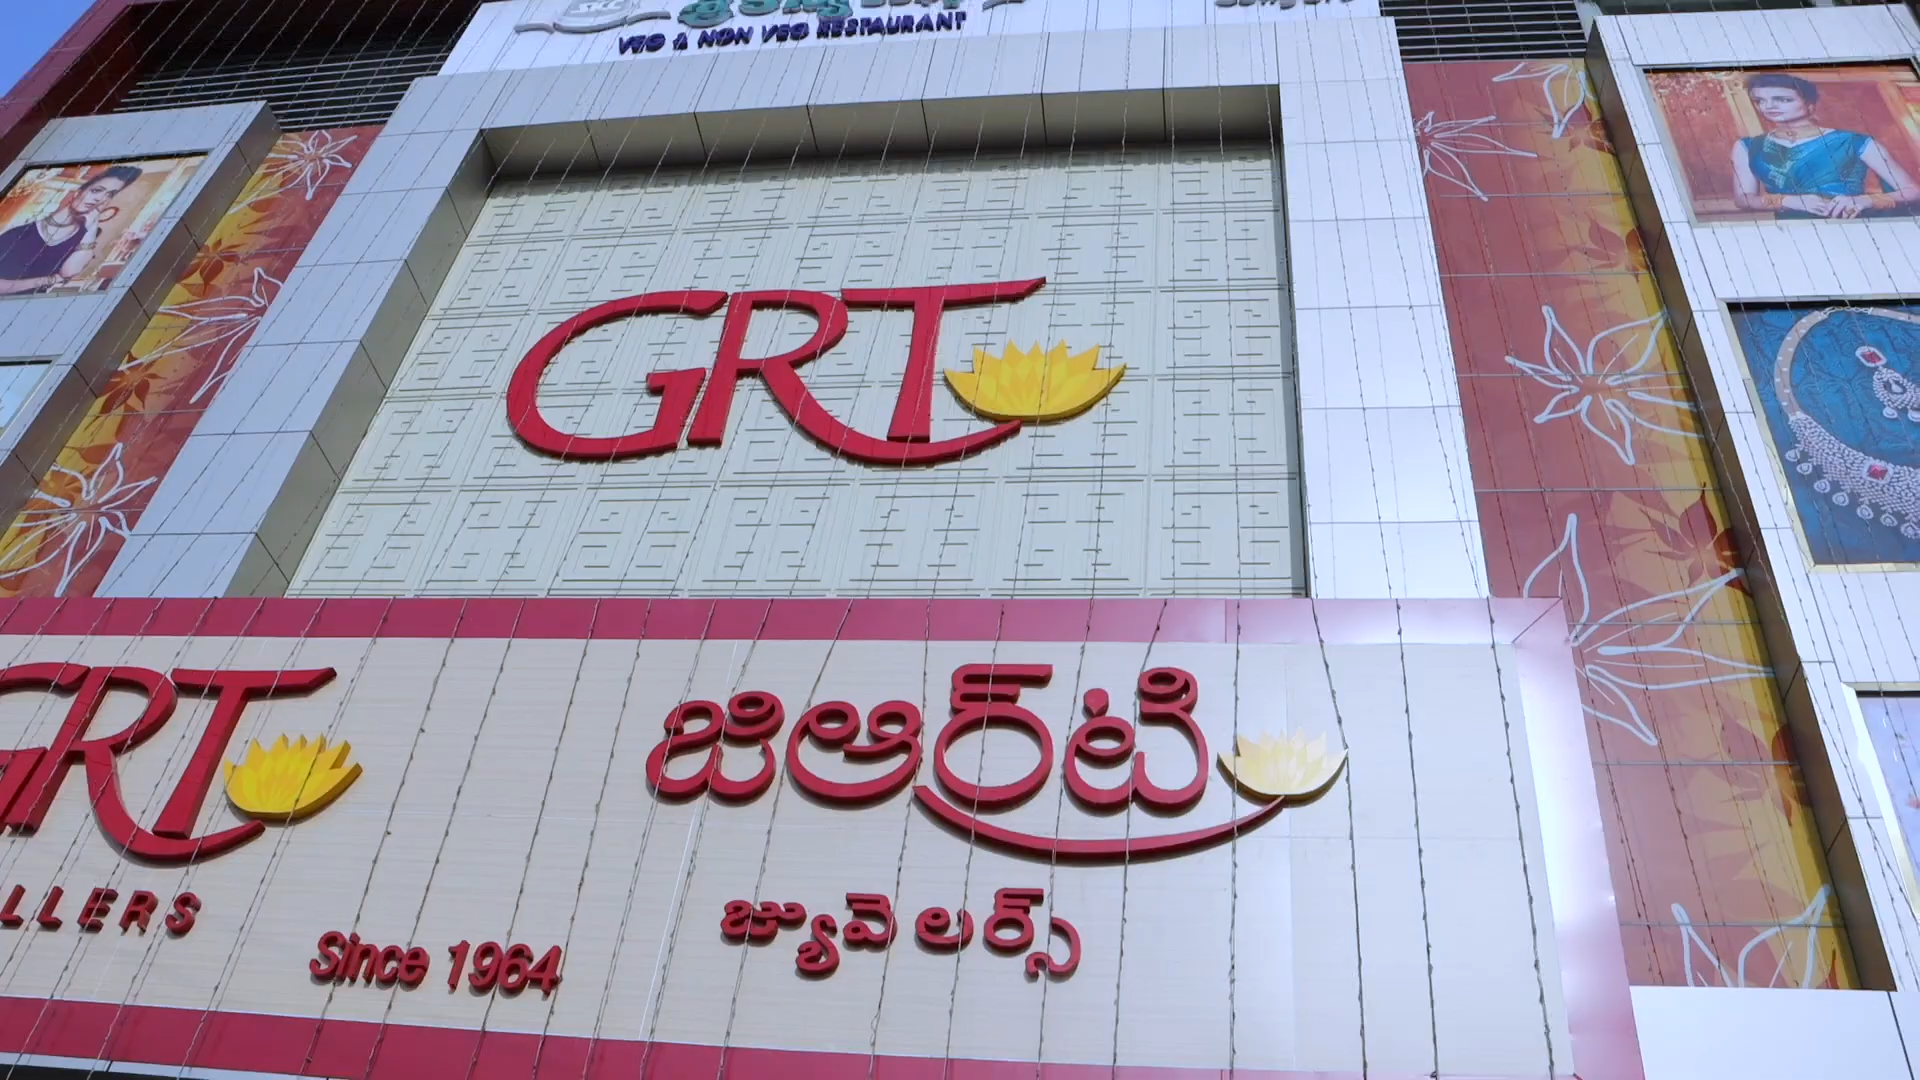 VEG & NON VEG RESTAURANT
GRT
GRT
LLERS
Since 1964
జిఆర్‌టి
జ్యువెలర్స్